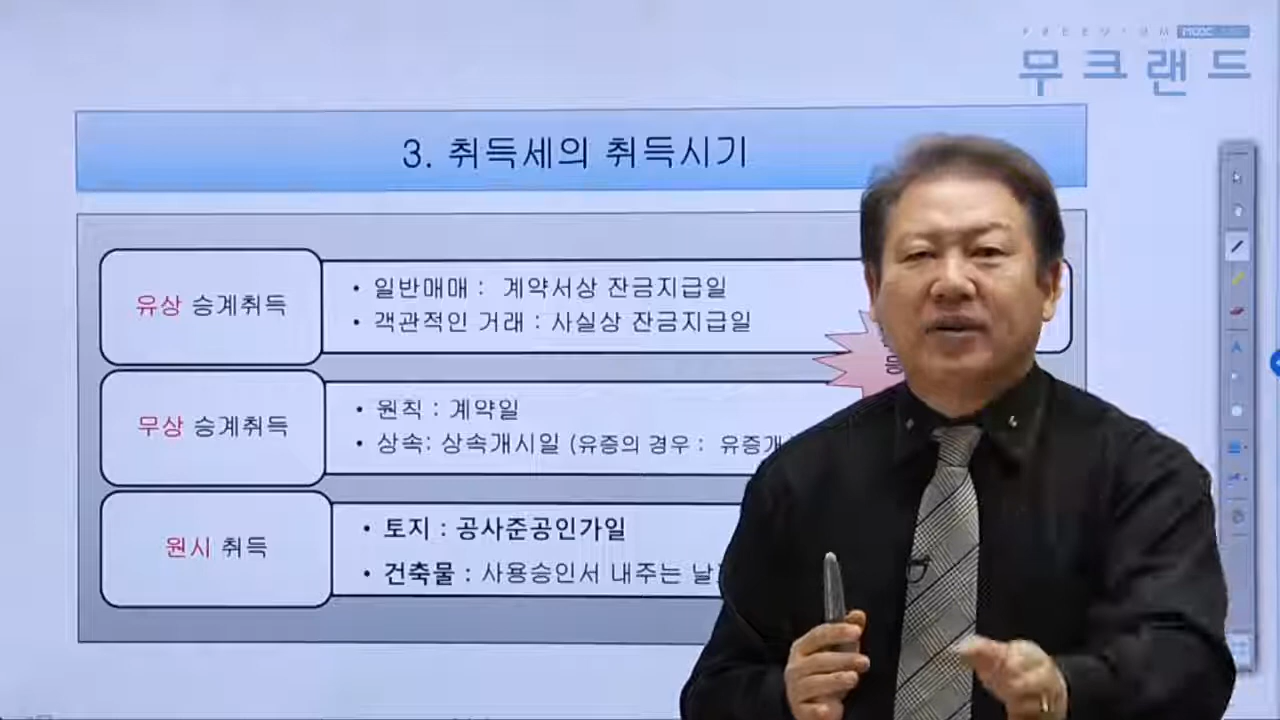 PREEMIUM MOOC
무크랜드
3. 취득세의 취득시기
유상 승계취득
• 일반매매 : 계약서상 잔금지급일
• 객관적인 거래 : 사실상 잔금지급일
등
무상 승계취득
• 원칙 : 계약일
• 상속: 상속개시일 (유증의 경우 : 유증개
원시 취득
• 토지 : 공사준공인가일
• 건축물 : 사용승인서 내주는 날